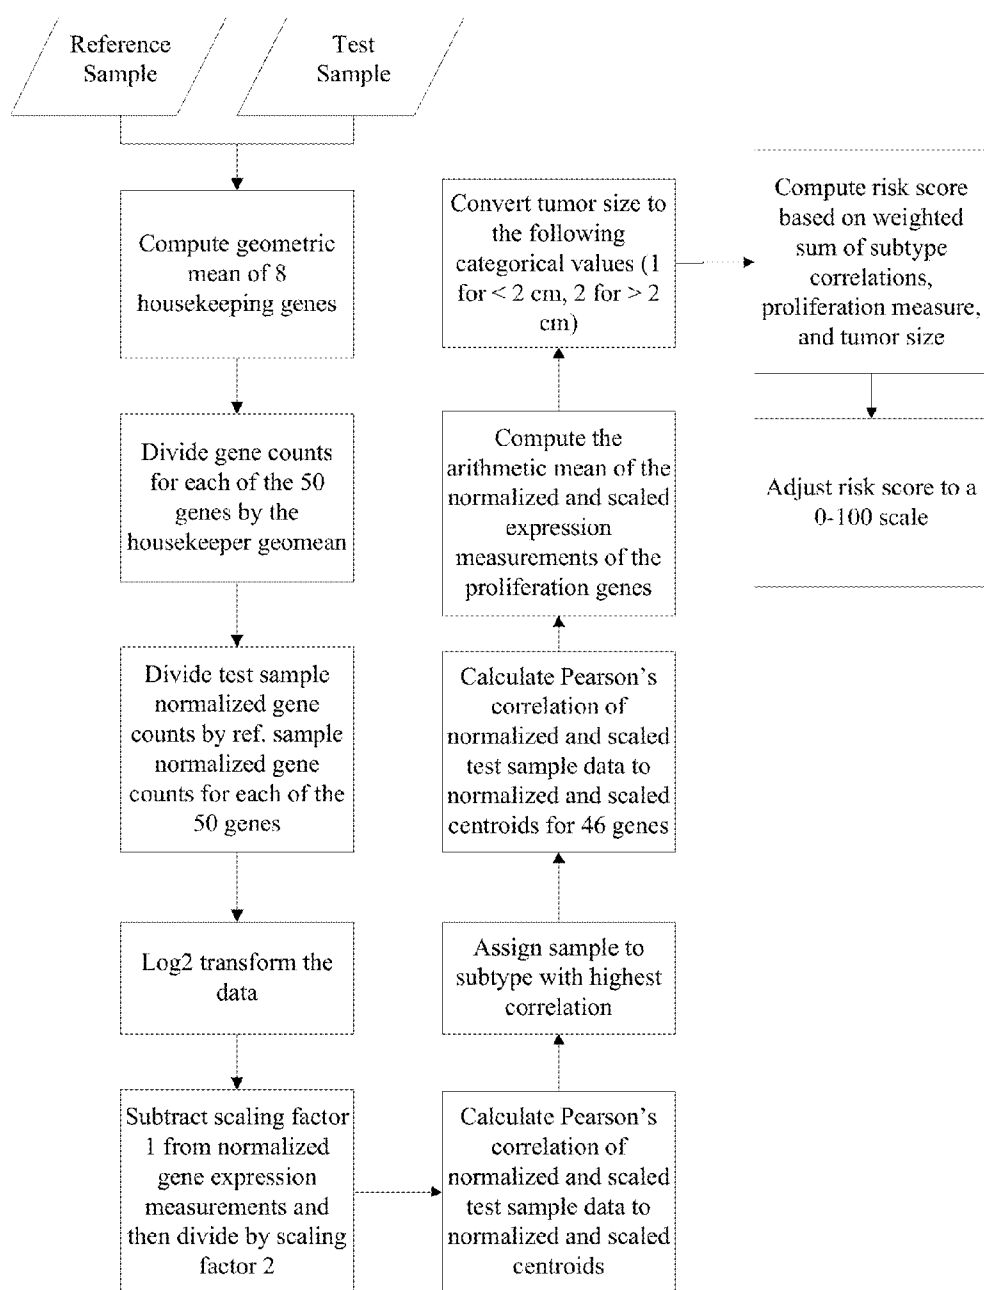 Reference
Sample
Test
Sample
Compute geometric
mean of 8
housekeeping genes
Divide gene counts
for each of the 50
genes by the
housekeeper geomean
Divide test sample
normalized gene
counts by ref. sample
normalized gene
counts for each of the
50 genes
Log2 transform the
data
Subtract scaling factor
1 from normalized
gene expression
measurements and
then divide by scaling
factor 2
Calculate Pearson’s
correlation of
normalized and scaled
test sample data to
normalized and scaled
centroids
Assign sample to
subtype with highest
correlation
Calculate Pearson’s
correlation of
normalized and scaled
test sample data to
normalized and scaled
centroids for 46 genes
Compute the
arithmetic mean of the
normalized and scaled
expression
measurements of the
proliferation genes
Convert tumor size to
the following
categorical values (1
for < 2 cm, 2 for > 2
cm)
Compute risk score
based on weighted
sum of subtype
correlations,
proliferation measure,
and tumor size
Adjust risk score to a
0-100 scale